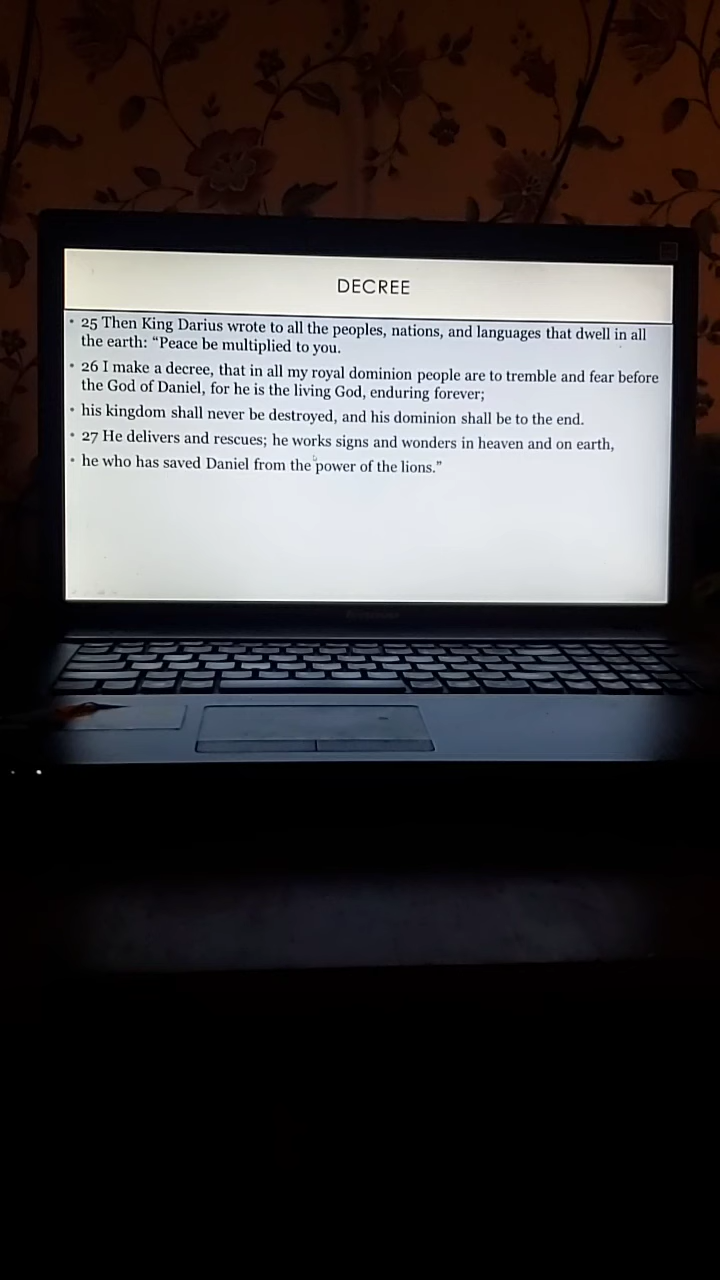 DECREE
• 25 Then King Darius wrote to all the peoples, nations, and languages that dwell in all
the earth: “Peace be multiplied to you.
• 26 I make a decree, that in all my royal dominion people are to tremble and fear before
the God of Daniel, for he is the living God, enduring forever;
• his kingdom shall never be destroyed, and his dominion shall be to the end.
• 27 He delivers and rescues; he works signs and wonders in heaven and on earth,
• he who has saved Daniel from the power of the lions.”